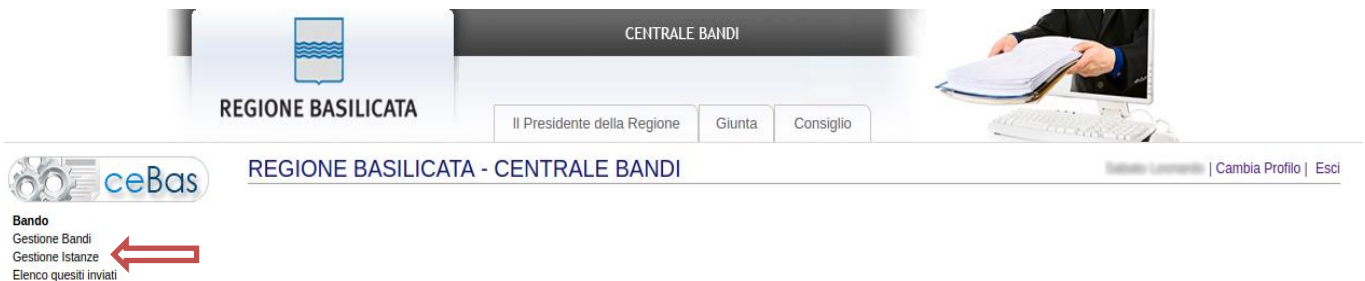 CENTRALE BANDI
REGIONE BASILICATA
Il Presidente della Regione Giunta Consiglio
ceBas
REGIONE BASILICATA - CENTRALE BANDI
| Cambia Profilo | Esci
Bando
Gestione Bandi
Gestione Istanze
Elenco quesiti inviati